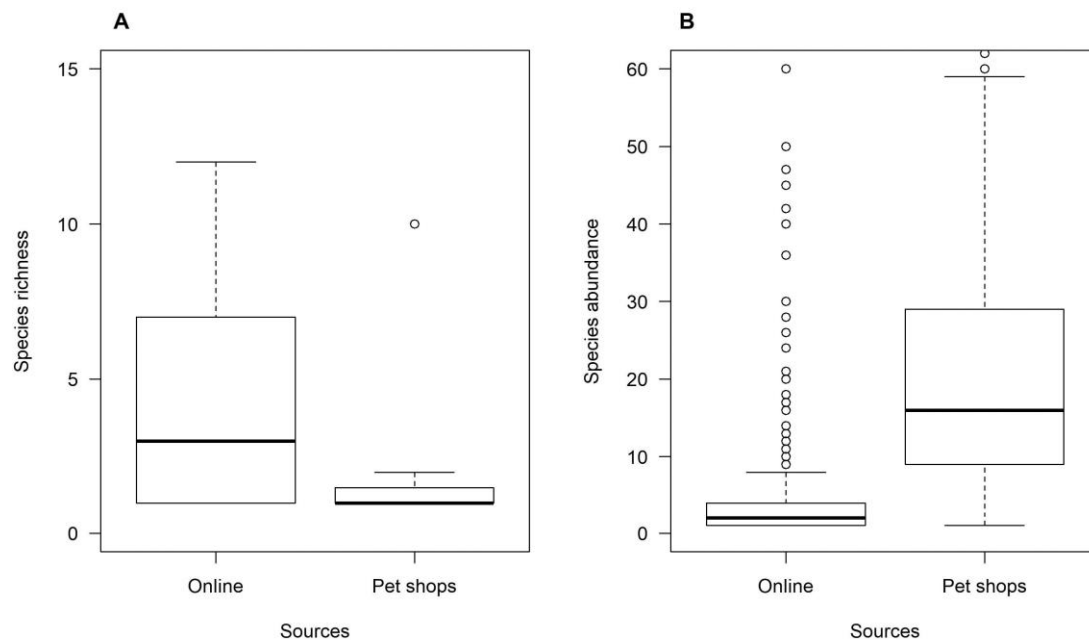 A
Species richness
15
10
5
0
Online
Pet shops
Sources
B
Species abundance
60
50
40
30
20
10
0
Online
Pet shops
Sources